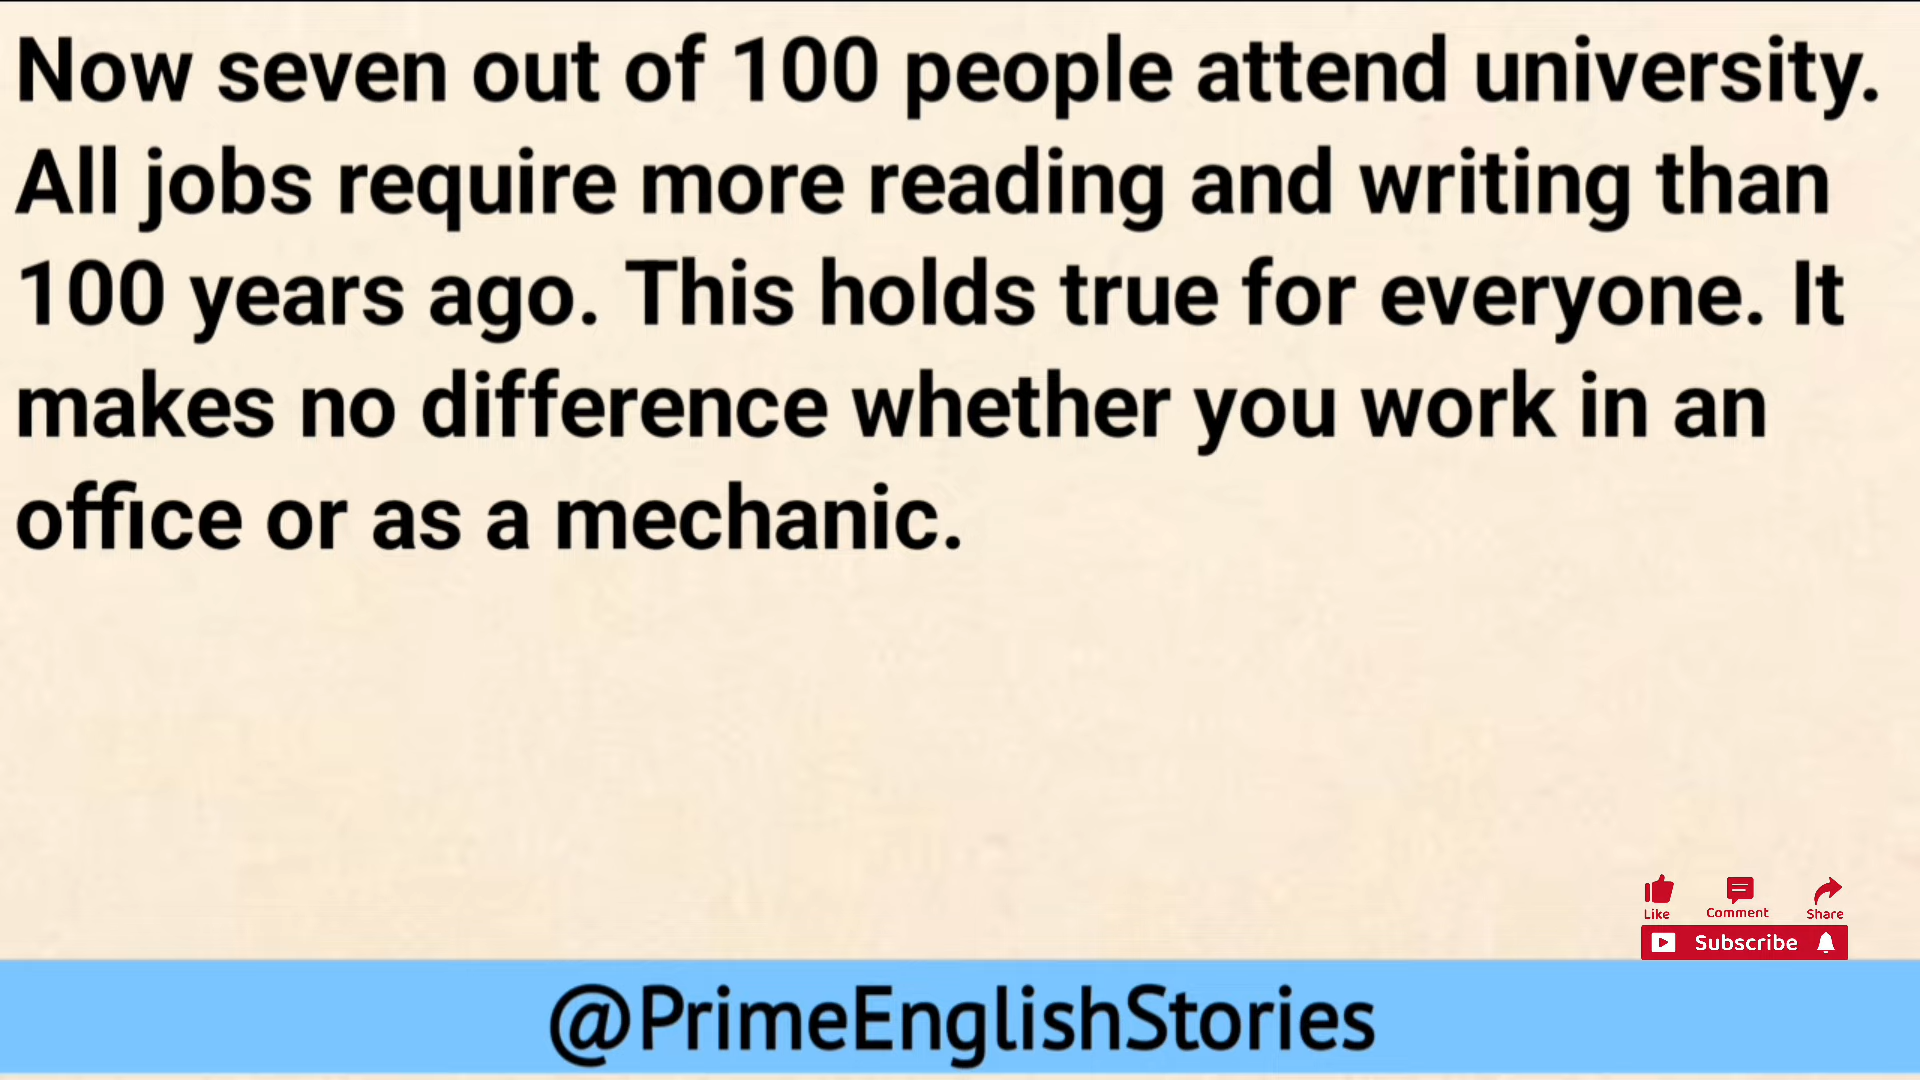 Now seven out of 100 people attend university.
All jobs require more reading and writing than
100 years ago. This holds true for everyone. It
makes no difference whether you work in an
office or as a mechanic.
Like Comment Share
Subscribe
@PrimeEnglishStories